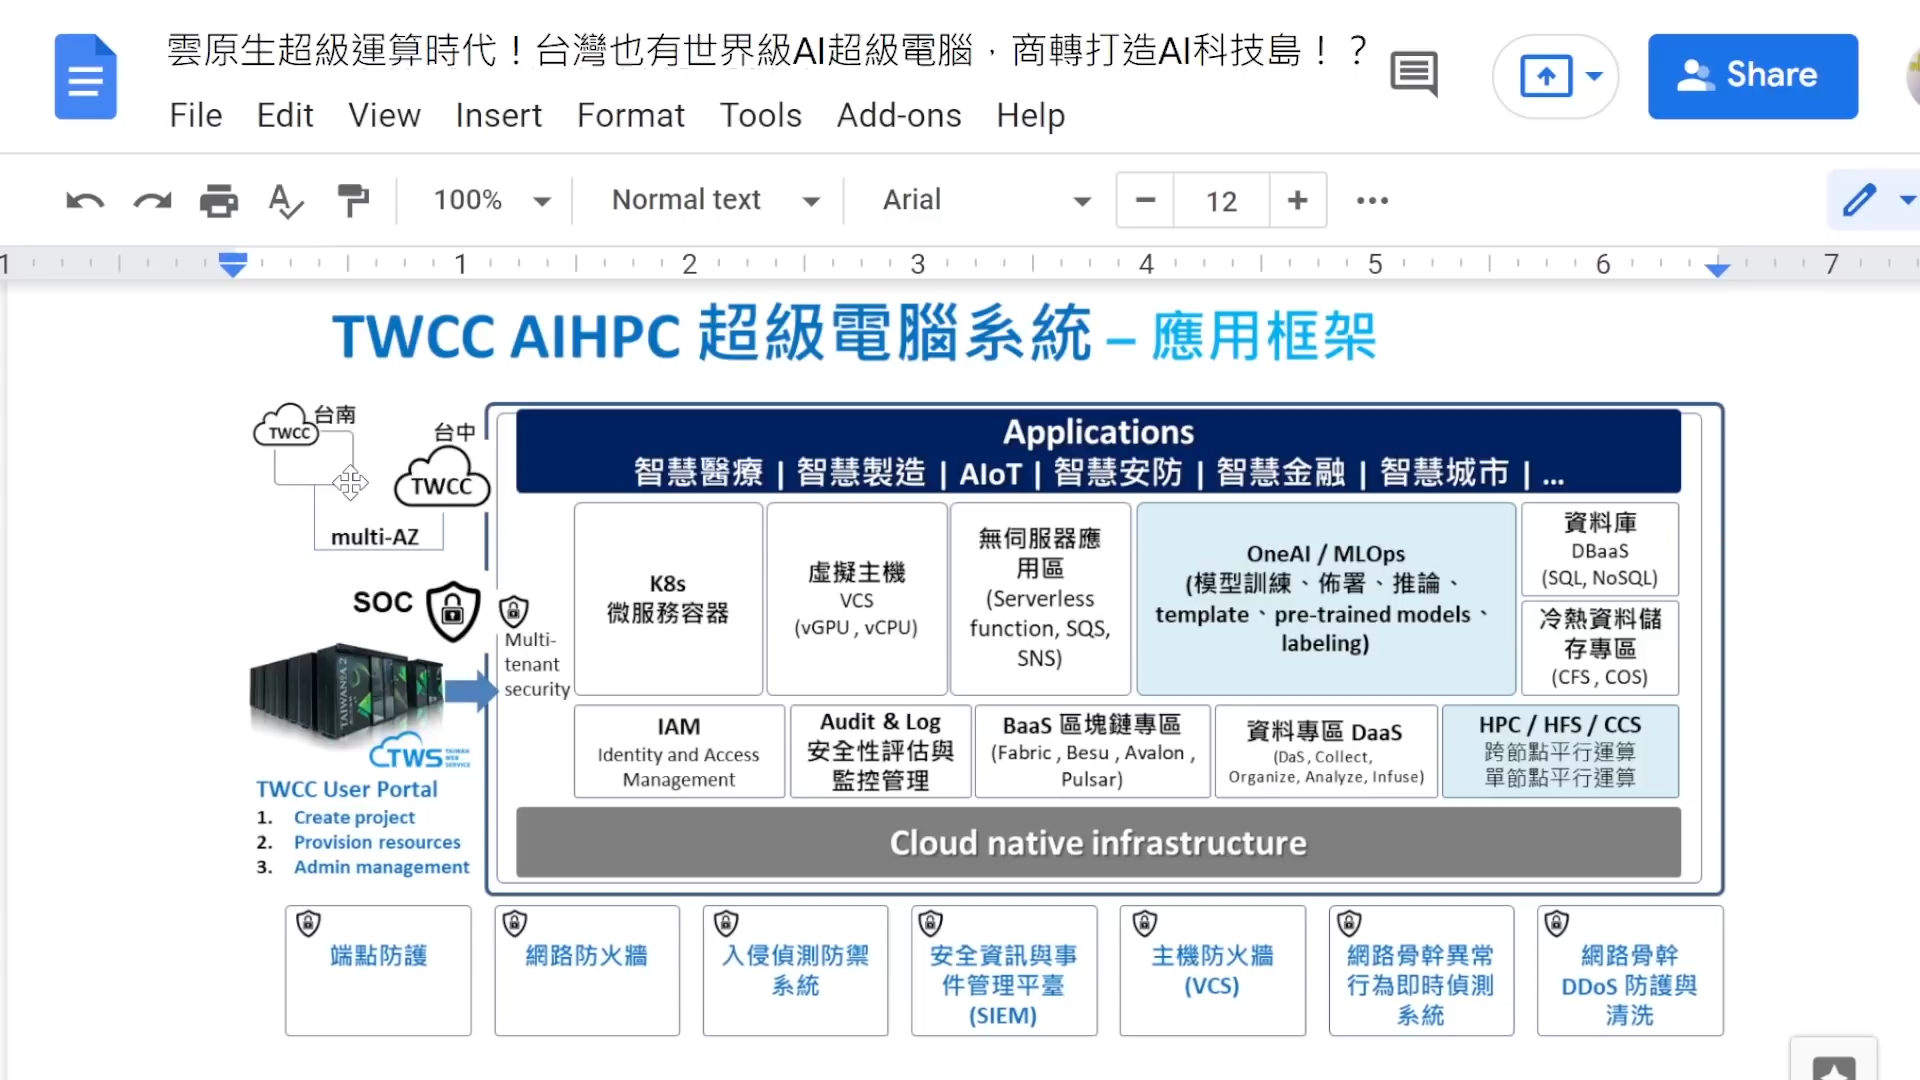 雲原生超級運算時代！台灣也有世界級AI超級電腦，商轉打造AI科技島！？
File Edit View Insert Format Tools Add-ons Help
Share
100% Normal text Arial 12
1 1 2 3 4 5 6 7
TWCC AIHPC 超級電腦系統 – 應用框架
台南
TWCC
台中
TWCC
multi-AZ
SOC
Multi-
tenant
security
TAIWANIA 2
TWS TAIWAN WEB SERVICE
TWCC User Portal
1. Create project
2. Provision resources
3. Admin management
Applications
智慧醫療 | 智慧製造 | AIoT | 智慧安防 | 智慧金融 | 智慧城市 | ...
K8s
微服務容器
虛擬主機
VCS
(vGPU , vCPU)
無伺服器應
用區
(Serverless
function, SQS,
SNS)
OneAI / MLOps
(模型訓練、佈署、推論、
template、pre-trained models、
labeling)
資料庫
DBaaS
(SQL, NoSQL)
冷熱資料儲
存專區
(CFS , COS)
IAM
Identity and Access
Management
Audit & Log
安全性評估與
監控管理
BaaS 區塊鏈專區
(Fabric , Besu , Avalon ,
Pulsar)
資料專區 DaaS
(DaS , Collect,
Organize, Analyze, Infuse)
HPC / HFS / CCS
跨節點平行運算
單節點平行運算
Cloud native infrastructure
端點防護
網路防火牆
入侵偵測防禦
系統
安全資訊與事
件管理平臺
(SIEM)
主機防火牆
(VCS)
網路骨幹異常
行為即時偵測
系統
網路骨幹
DDoS 防護與
清洗